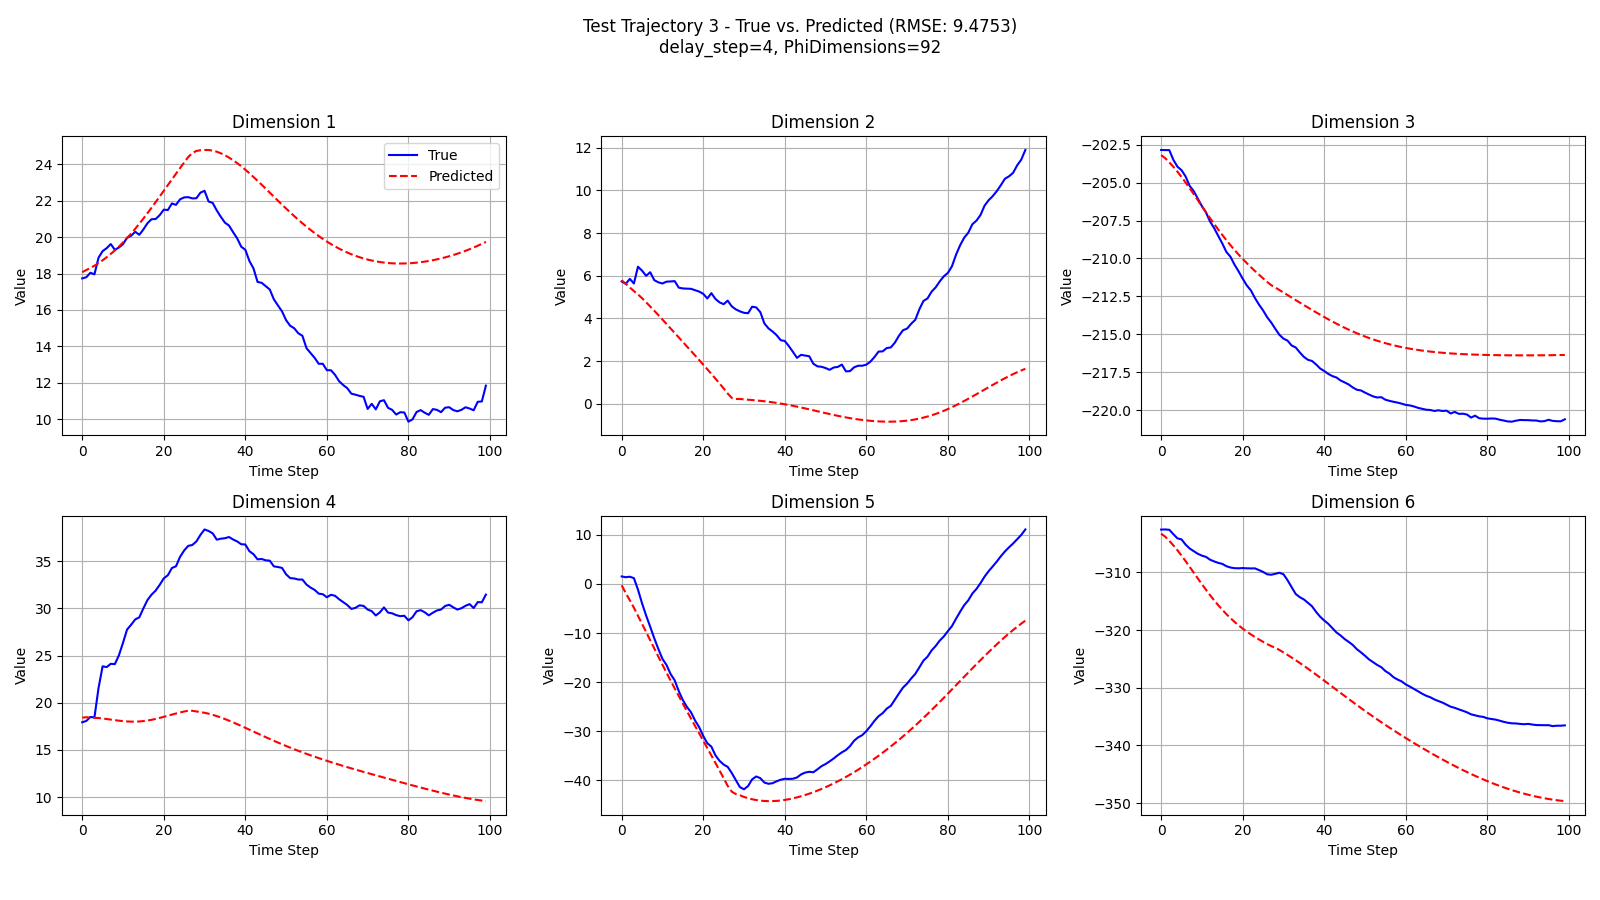 Test Trajectory 3 - True vs. Predicted (RMSE: 9.4753)
delay_step=4, PhiDimensions=92
Dimension 1
24
22
20
18
16
14
12
10
Value
0 20 40 60 80 100
Time Step
True
Predicted
Dimension 2
12
10
8
6
4
2
0
Value
0 20 40 60 80 100
Time Step
Dimension 3
−202.5
−205.0
−207.5
−210.0
−212.5
−215.0
−217.5
−220.0
Value
0 20 40 60 80 100
Time Step
Dimension 4
35
30
25
20
15
10
Value
0 20 40 60 80 100
Time Step
Dimension 5
10
0
−10
−20
−30
−40
Value
0 20 40 60 80 100
Time Step
Dimension 6
−310
−320
−330
−340
−350
Value
0 20 40 60 80 100
Time Step